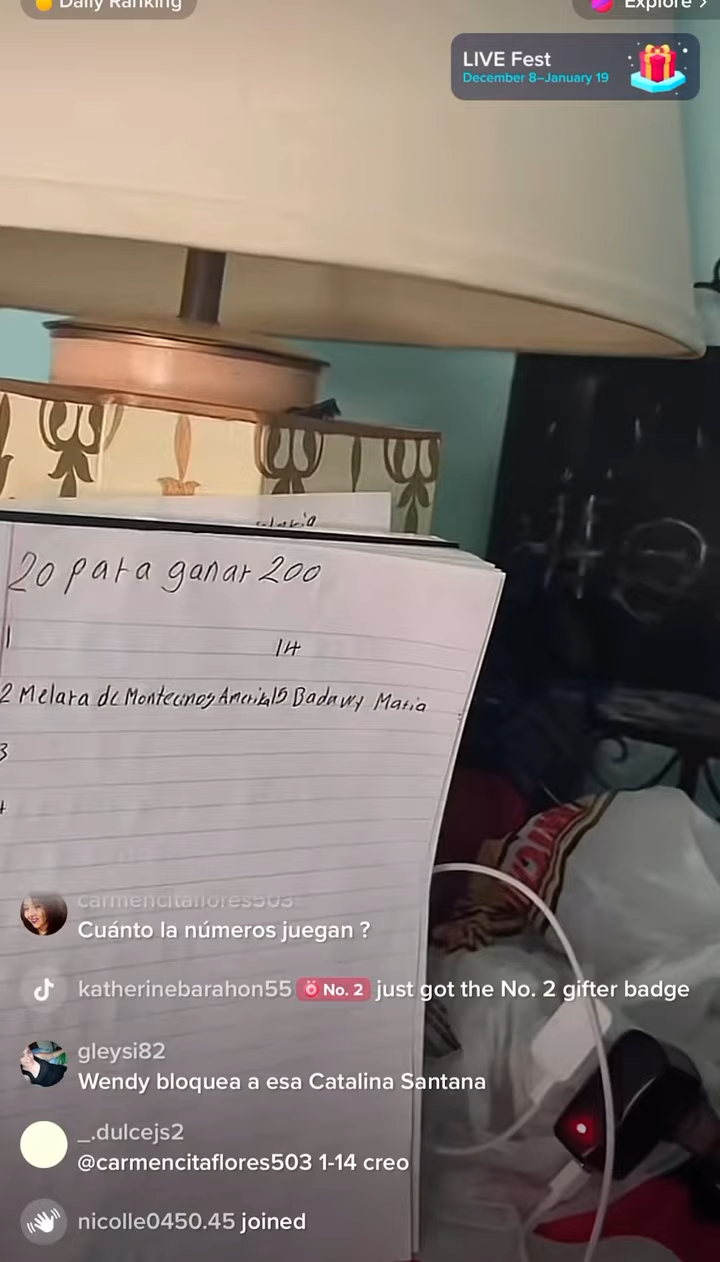 Daily Ranking
Explore >
LIVE Fest
December 8–January 19
20 para ganar 200
1
14
2 Melara de Montecinos 15 Badawy Maria
3
carmencitaflores503
Cuánto la números juegan ?
katherinebarahon55 No. 2 just got the No. 2 gifter badge
gleysi82
Wendy bloquea a esa Catalina Santana
_.dulcejs2
@carmencitaflores503 1-14 creo
nicolle0450.45 joined